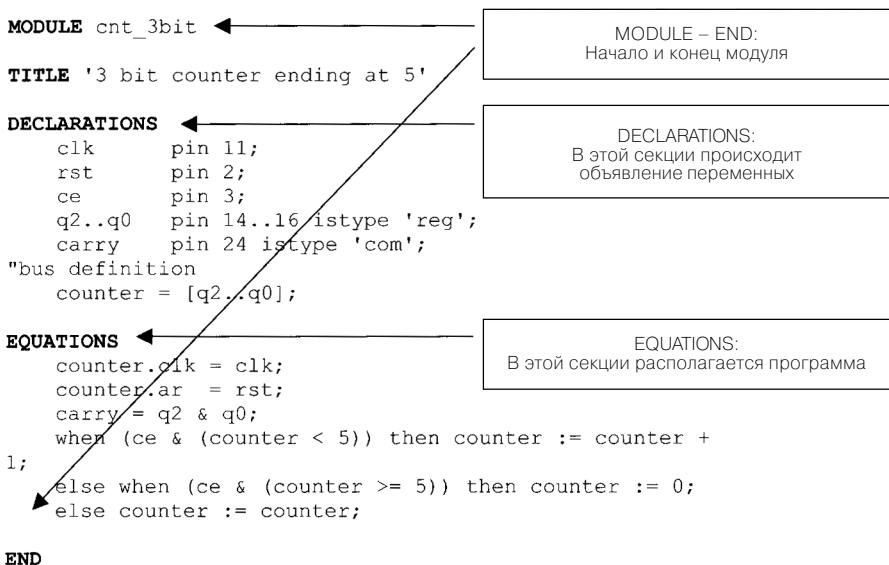 MODULE cnt_3bit
MODULE – END:
Начало и конец модуля
TITLE '3 bit counter ending at 5'
DECLARATIONS
DECLARATIONS:
В этой секции происходит
объявление переменных
clk pin 11;
rst pin 2;
ce pin 3;
q2..q0 pin 14..16 istype 'reg';
carry pin 24 istype 'com';
"bus definition
counter = [q2..q0];
EQUATIONS
EQUATIONS:
В этой секции располагается программа
counter.clk = clk;
counter.ar = rst;
carry = q2 & q0;
when (ce & (counter < 5)) then counter := counter +
1;
else when (ce & (counter >= 5)) then counter := 0;
else counter := counter;
END